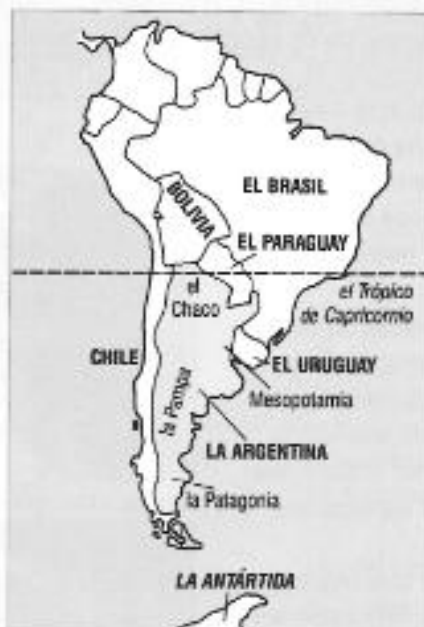 EL BRASIL
BOLIVIA
EL PARAGUAY
el Trópico
de Capricornio
el
Chaco
CHILE
EL URUGUAY
Mesopotamia
la Pampa
LA ARGENTINA
la Patagonia
LA ANTÁRTIDA